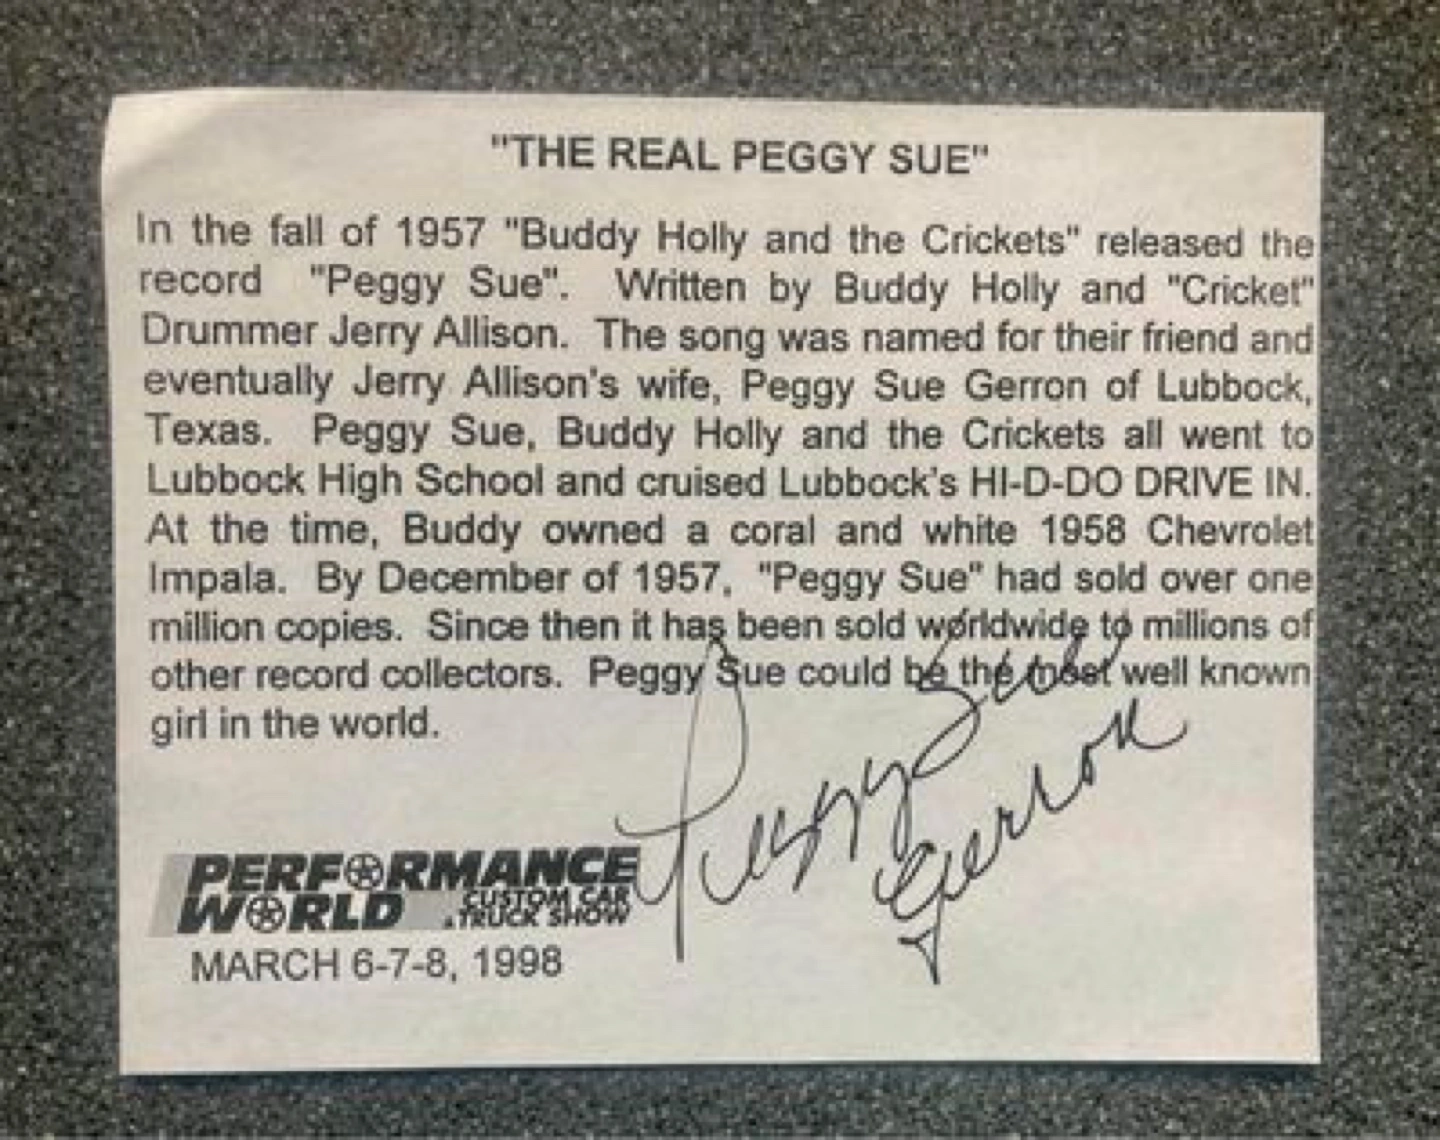 "THE REAL PEGGY SUE"
In the fall of 1957 "Buddy Holly and the Crickets" released the
record "Peggy Sue". Written by Buddy Holly and "Cricket"
Drummer Jerry Allison. The song was named for their friend and
eventually Jerry Allison's wife, Peggy Sue Gerron of Lubbock,
Texas. Peggy Sue, Buddy Holly and the Crickets all went to
Lubbock High School and cruised Lubbock's HI-D-DO DRIVE IN.
At the time, Buddy owned a coral and white 1958 Chevrolet
Impala. By December of 1957, "Peggy Sue" had sold over one
million copies. Since then it has been sold worldwide to millions of
other record collectors. Peggy Sue could be the most well known
girl in the world.
Peggy Sue
Gerron
PERFORMANCE
WORLD CUSTOM CAR
& TRUCK SHOW
MARCH 6-7-8, 1998